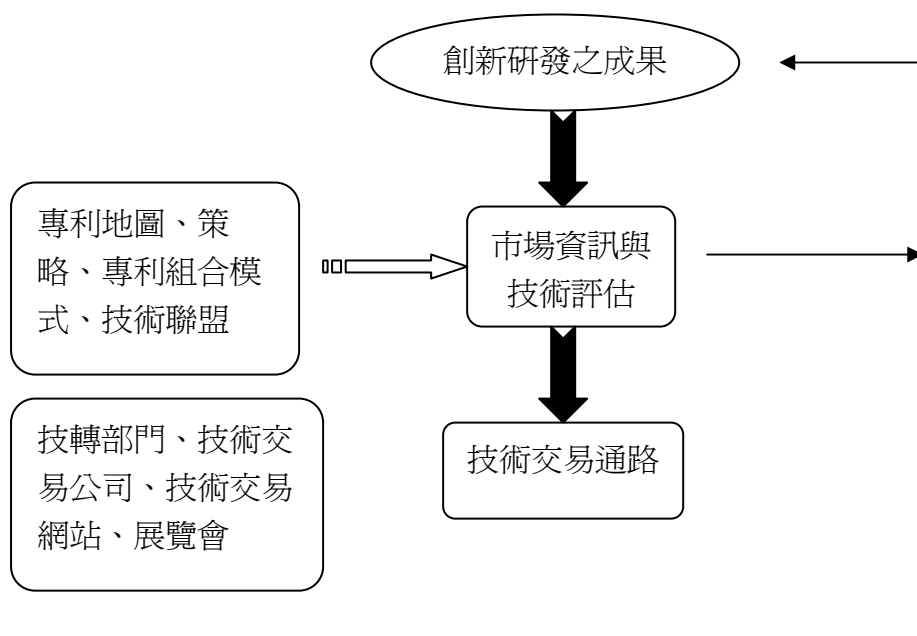 創新研發之成果
專利地圖、策
略、專利組合模
式、技術聯盟
市場資訊與
技術評估
技轉部門、技術交
易公司、技術交易
網站、展覽會
技術交易通路